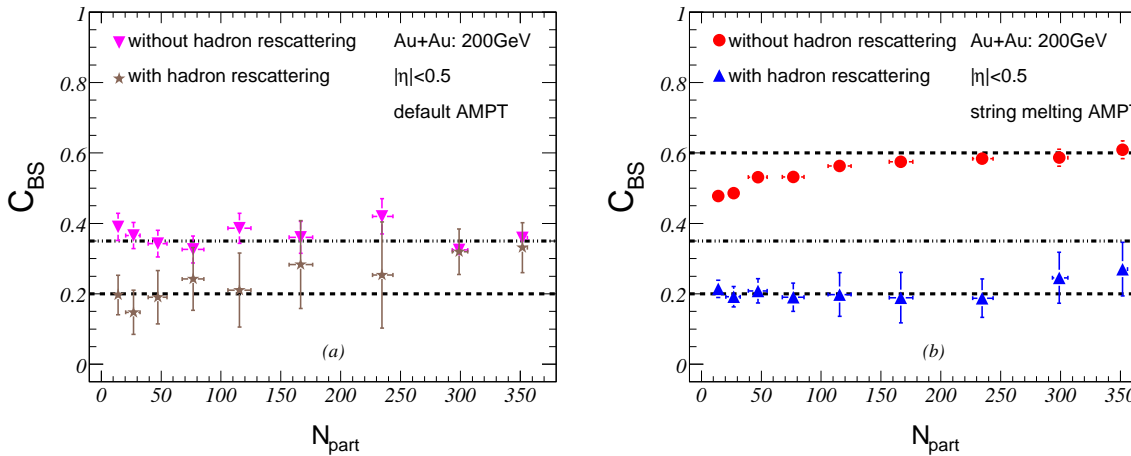 without hadron rescattering
Au+Au: 200GeV
with hadron rescattering
|η|<0.5
default AMPT
1
0.8
0.6
0.4
0.2
0
C_BS
(a)
0 50 100 150 200 250 300 350
N_part
without hadron rescattering
Au+Au: 200GeV
with hadron rescattering
|η|<0.5
string melting AMPT
1
0.8
0.6
0.4
0.2
0
C_BS
(b)
0 50 100 150 200 250 300 350
N_part